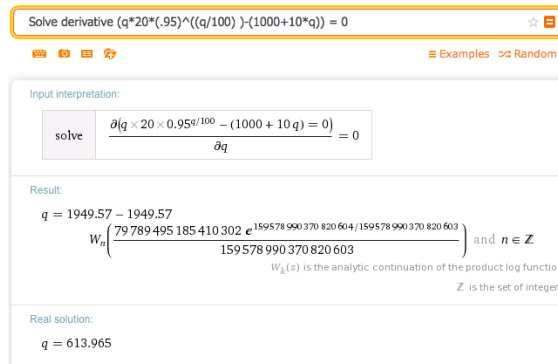 Solve derivative (q*20*(.95)^((q/100) )-(1000+10*q)) = 0
Examples Random
Input interpretation:
solve ∂(q × 20 × 0.95^(q/100) − (1000 + 10 q) = 0)/∂q = 0
Result:
q = 1949.57 − 1949.57
W_n(79 789 495 185 410 302 e^(159 578 990 370 820 604/159 578 990 370 820 603)/159 578 990 370 820 603) and n ∈ ℤ
W_k(z) is the analytic continuation of the product log functio
ℤ is the set of integer
Real solution:
q = 613.965